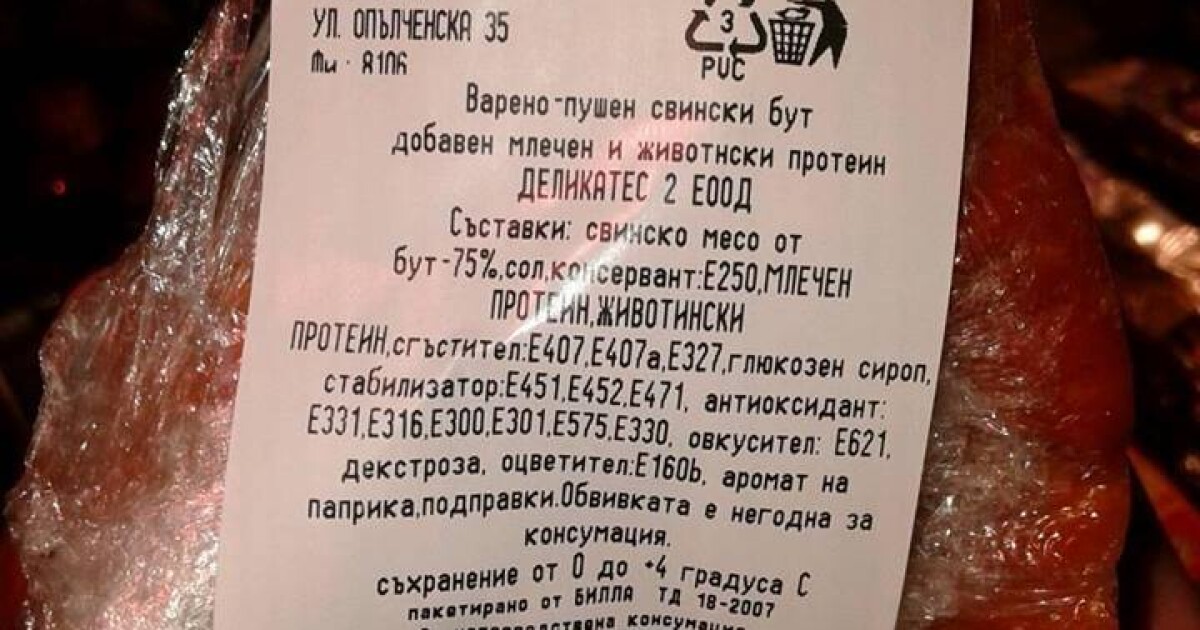 УЛ. ОПЪЛЧЕНСКА 35
3
PVC
Варено-пушен свински бут
добавен млечен и животнски протеин
ДЕЛИКАТЕС 2 ЕООД
Съставки: свинско месо от
бут-75%,сол,консервант:Е250,МЛЕЧЕН
ПРОТЕИН,ЖИВОТИНСКИ
ПРОТЕИН,сгъстител:Е407,Е407а,Е327,глюкозен сироп,
стабилизатор:Е451,Е452,Е471, антиоксидант:
Е331,Е316,Е300,Е301,Е575,Е330, овкусител: Е621,
декстроза, оцветител:Е160b, аромат на
паприка,подправки.Обвивката е негодна за
консумация.
съхранение от 0 до +4 градуса С
пакетирано от БИЛЛА ТД 18-2007
консумация